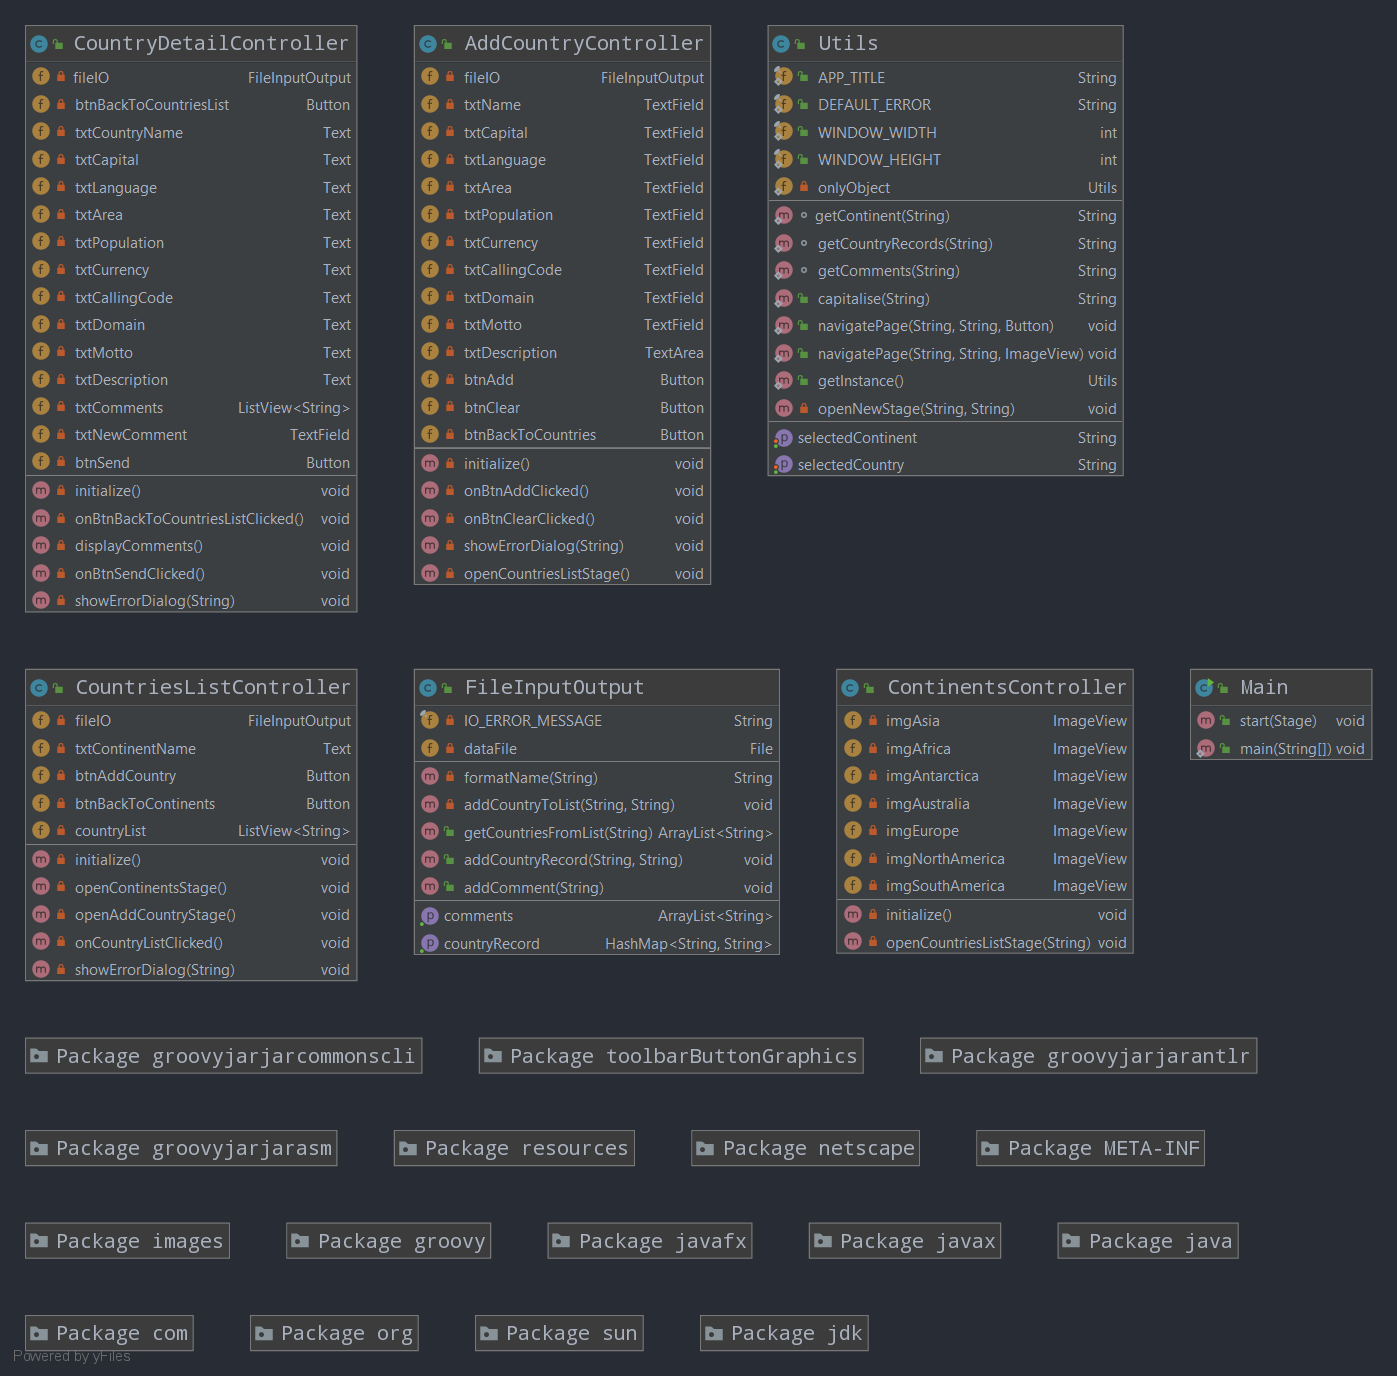 CountryDetailController
fileIO FileInputOutput
btnBackToCountriesList Button
txtCountryName Text
txtCapital Text
txtLanguage Text
txtArea Text
txtPopulation Text
txtCurrency Text
txtCallingCode Text
txtDomain Text
txtMotto Text
txtDescription Text
txtComments ListView<String>
txtNewComment TextField
btnSend Button
initialize() void
onBtnBackToCountriesListClicked() void
displayComments() void
onBtnSendClicked() void
showErrorDialog(String) void
AddCountryController
fileIO FileInputOutput
txtName TextField
txtCapital TextField
txtLanguage TextField
txtArea TextField
txtPopulation TextField
txtCurrency TextField
txtCallingCode TextField
txtDomain TextField
txtMotto TextField
txtDescription TextArea
btnAdd Button
btnClear Button
btnBackToCountries Button
initialize() void
onBtnAddClicked() void
onBtnClearClicked() void
showErrorDialog(String) void
openCountriesListStage() void
Utils
APP_TITLE String
DEFAULT_ERROR String
WINDOW_WIDTH int
WINDOW_HEIGHT int
onlyObject Utils
getContinent(String) String
getCountryRecords(String) String
getComments(String) String
capitalise(String) String
navigatePage(String, String, Button) void
navigatePage(String, String, ImageView) void
getInstance() Utils
openNewStage(String, String) void
selectedContinent String
selectedCountry String
CountriesListController
fileIO FileInputOutput
txtContinentName Text
btnAddCountry Button
btnBackToContinents Button
countryList ListView<String>
initialize() void
openContinentsStage() void
openAddCountryStage() void
onCountryListClicked() void
showErrorDialog(String) void
FileInputOutput
IO_ERROR_MESSAGE String
dataFile File
formatName(String) String
addCountryToList(String, String) void
getCountriesFromList(String) ArrayList<String>
addCountryRecord(String, String) void
addComment(String) void
comments ArrayList<String>
countryRecord HashMap<String, String>
ContinentsController
imgAsia ImageView
imgAfrica ImageView
imgAntarctica ImageView
imgAustralia ImageView
imgEurope ImageView
imgNorthAmerica ImageView
imgSouthAmerica ImageView
initialize() void
openCountriesListStage(String) void
Main
start(Stage) void
main(String[]) void
Package groovyjarjarcommonscli
Package toolbarButtonGraphics
Package groovyjarjarantlr
Package groovyjarjarasm
Package resources
Package netscape
Package META-INF
Package images
Package groovy
Package javafx
Package javax
Package java
Package com
Package org
Package sun
Package jdk
Powered by yFiles